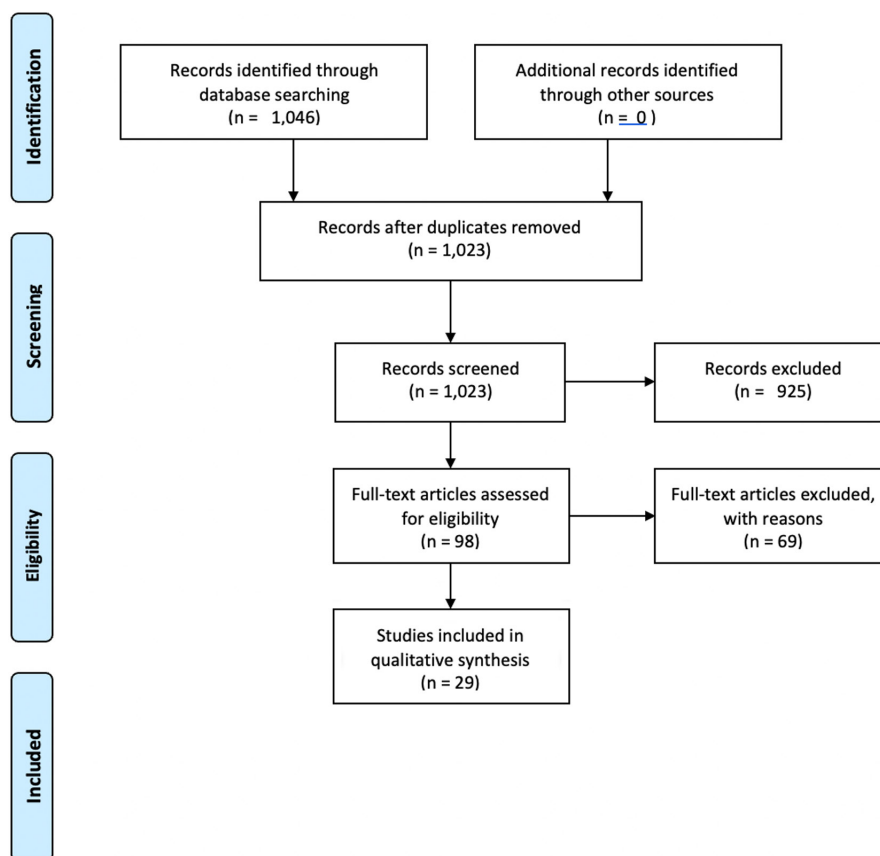 Identification
Records identified through
database searching
(n = 1,046)
Additional records identified
through other sources
(n = 0 )
Records after duplicates removed
(n = 1,023)
Screening
Records screened
(n = 1,023)
Records excluded
(n = 925)
Eligibility
Full-text articles assessed
for eligibility
(n = 98)
Full-text articles excluded,
with reasons
(n = 69)
Studies included in
qualitative synthesis
(n = 29)
Included